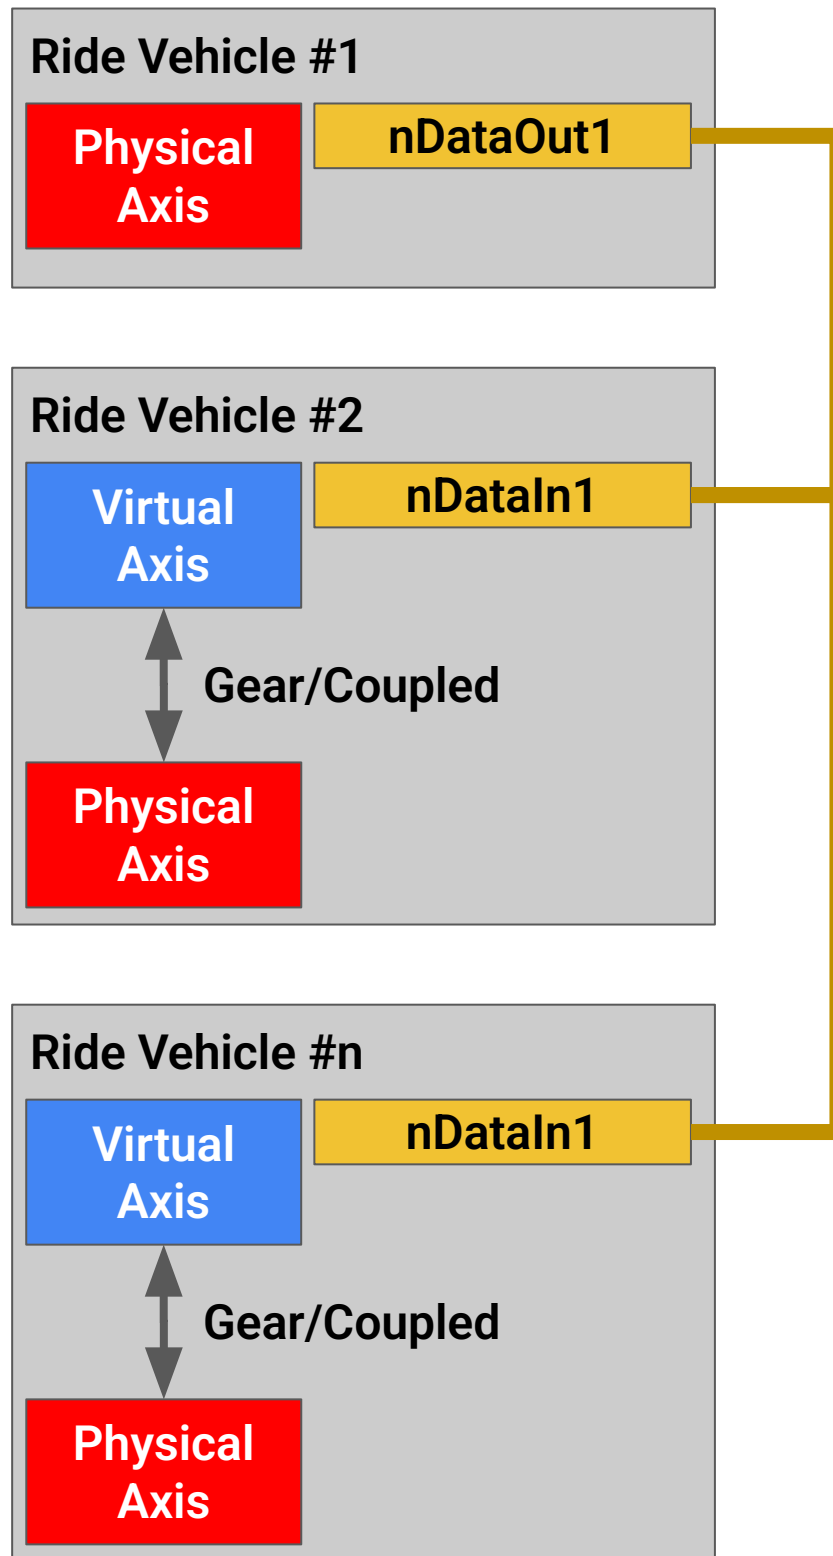 Ride Vehicle #1
Physical
Axis
nDataOut1
Ride Vehicle #2
Virtual
Axis
nDataIn1
Gear/Coupled
Physical
Axis
Ride Vehicle #n
Virtual
Axis
nDataIn1
Gear/Coupled
Physical
Axis